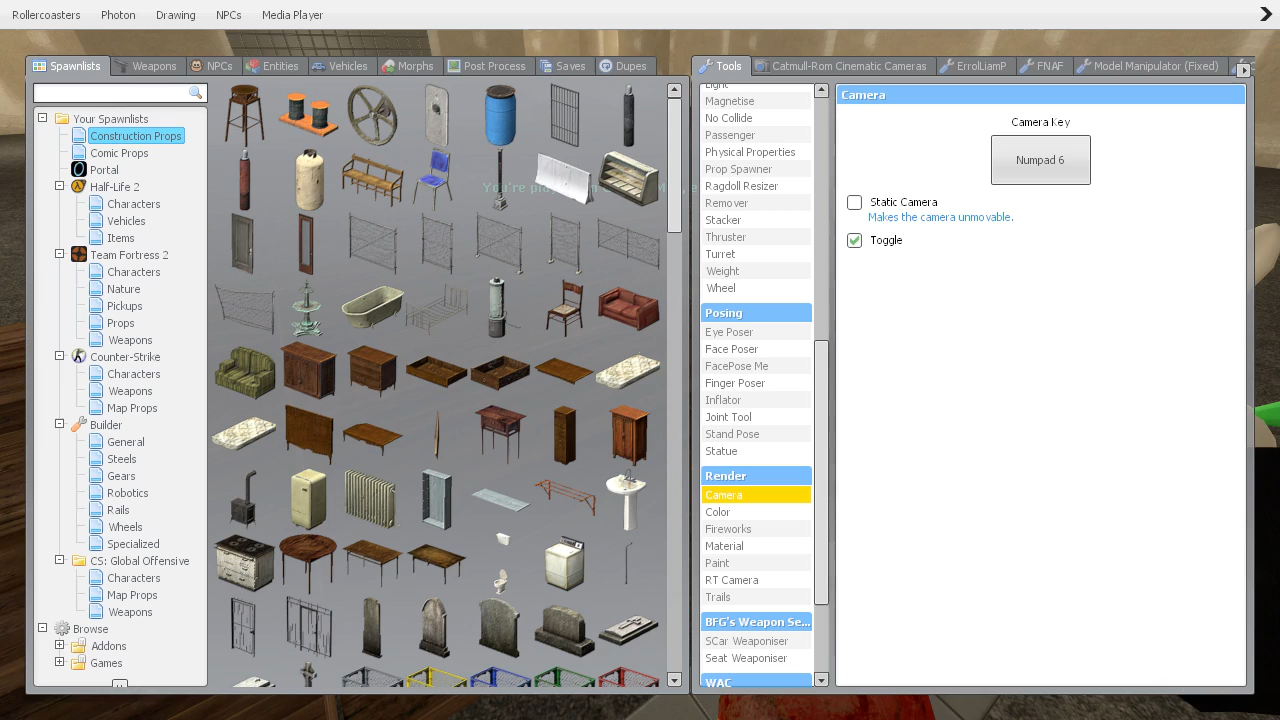 Rollercoasters Photon Drawing NPCs Media Player
Spawnlists Weapons NPCs Entities Vehicles Morphs Post Process Saves Dupes
Your Spawnlists
Construction Props
Comic Props
Portal
Half-Life 2
Characters
Vehicles
Items
Team Fortress 2
Characters
Nature
Pickups
Props
Weapons
Counter-Strike
Characters
Weapons
Map Props
Builder
General
Steels
Gears
Robotics
Rails
Wheels
Specialized
CS: Global Offensive
Characters
Map Props
Weapons
Browse
Addons
Games
You're
Tools Catmull-Rom Cinematic Cameras ErrolLiamP FNAF Model Manipulator (Fixed)
Light
Magnetise
No Collide
Passenger
Physical Properties
Prop Spawner
Ragdoll Resizer
Remover
Stacker
Thruster
Turret
Weight
Wheel
Posing
Eye Poser
Face Poser
FacePose Me
Finger Poser
Inflator
Joint Tool
Stand Pose
Statue
Render
Camera
Color
Fireworks
Material
Paint
RT Camera
Trails
BFG's Weapon Se...
SCar Weaponiser
Seat Weaponiser
WAC
Camera
Camera Key
Numpad 6
Static Camera
Makes the camera unmovable.
Toggle